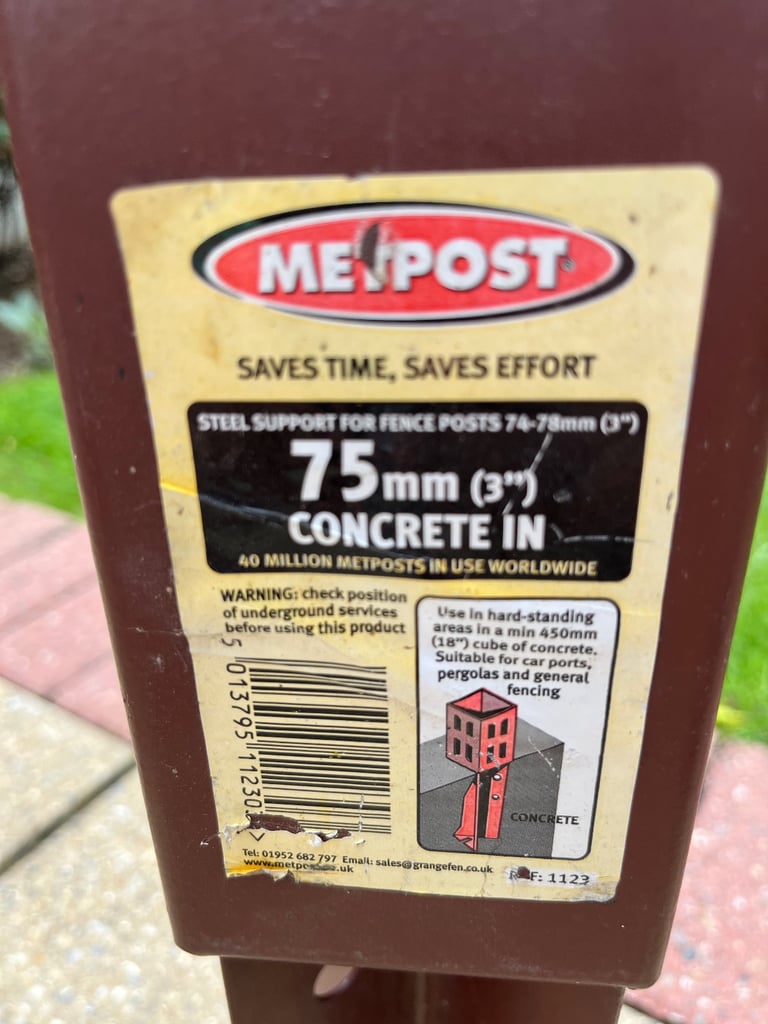 METPOST
SAVES TIME, SAVES EFFORT
STEEL SUPPORT FOR FENCE POSTS 74-78mm (3")
75mm (3")
CONCRETE IN
40 MILLION METPOSTS IN USE WORLDWIDE
WARNING: check position
of underground services
before using this product
Use in hard-standing
areas in a min 450mm
(18") cube of concrete.
Suitable for car ports,
pergolas and general
fencing
CONCRETE
5 013795 11230
Tel: 01952 682 797 Email: sales@grangefen.co.uk
REF: 1123